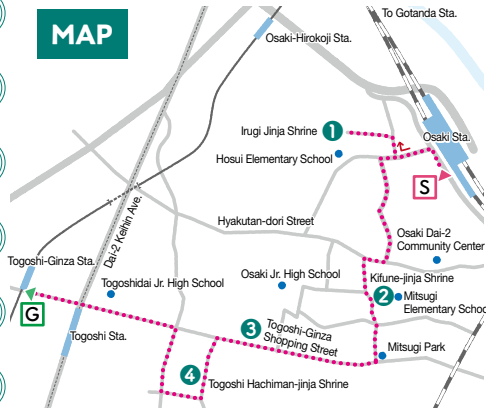 MAP
To Gotanda Sta.
Osaki-Hirokoji Sta.
Irugi Jinja Shrine 1
Osaki Sta.
Hosui Elementary School
S
Hyakutan-dori Street
Osaki Dai-2
Community Center
Dai-2 Keihin Ave.
Togoshi-Ginza Sta.
Kifune-jinja Shrine
Osaki Jr. High School
Togoshidai Jr. High School
2 Mitsugi
Elementary Schoo
G
3 Togoshi-Ginza
Shopping Street
Togoshi Sta.
Mitsugi Park
4
Togoshi Hachiman-jinja Shrine